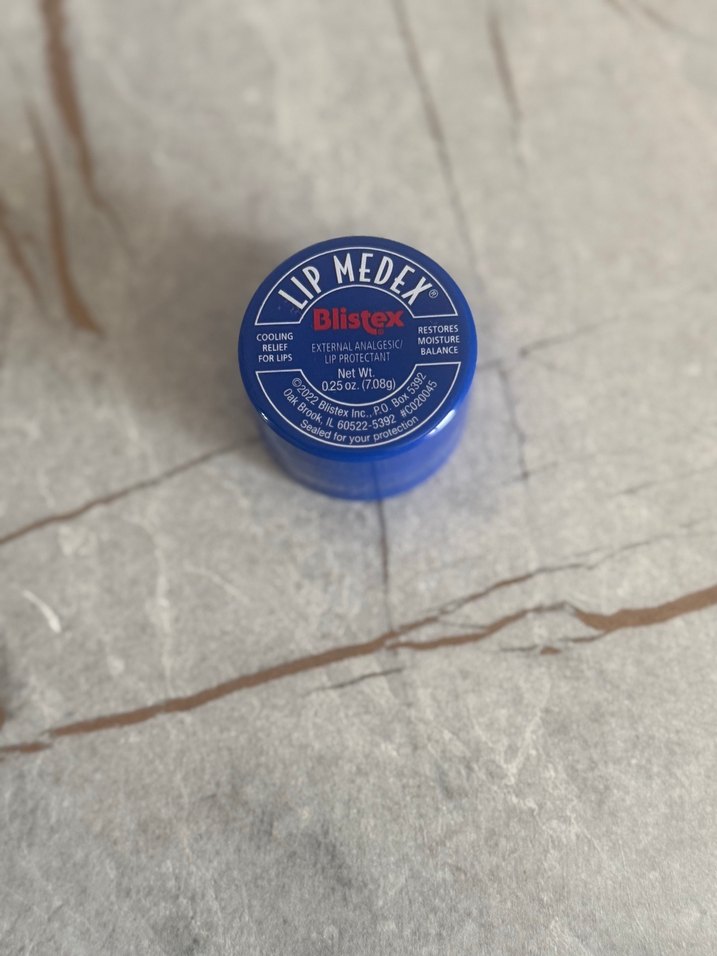 LIP MEDEX®
Blistex®
COOLING
RELIEF
FOR LIPS
EXTERNAL ANALGESIC/
LIP PROTECTANT
RESTORES
MOISTURE
BALANCE
Net Wt.
0.25 oz. (7.08g)
©2022 Blistex Inc., P.O. Box 5392
Oak Brook, IL 60522-5392 #C020045
Sealed for your protection